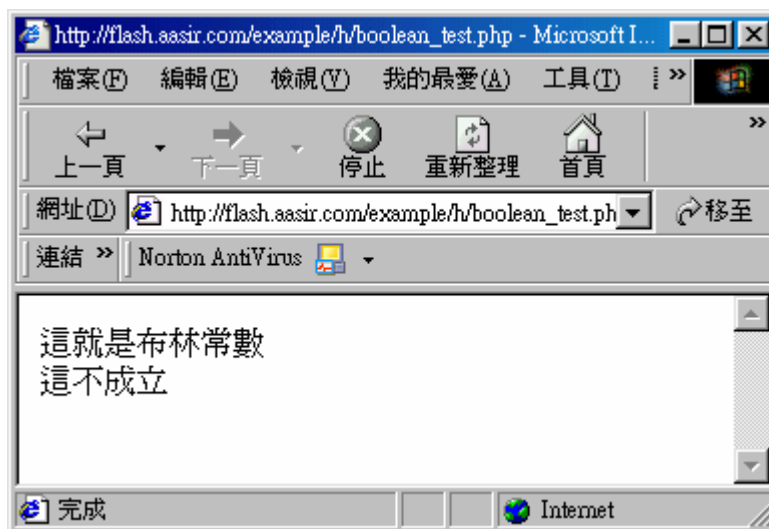 http://flash.aasir.com/example/h/boolean_test.php - Microsoft I...
檔案(F) 編輯(E) 檢視(V) 我的最愛(A) 工具(T) »
上一頁 下一頁 停止 重新整理 首頁 »
網址(D) http://flash.aasir.com/example/h/boolean_test.ph 移至
連結 » Norton AntiVirus
這就是布林常數
這不成立
完成 Internet